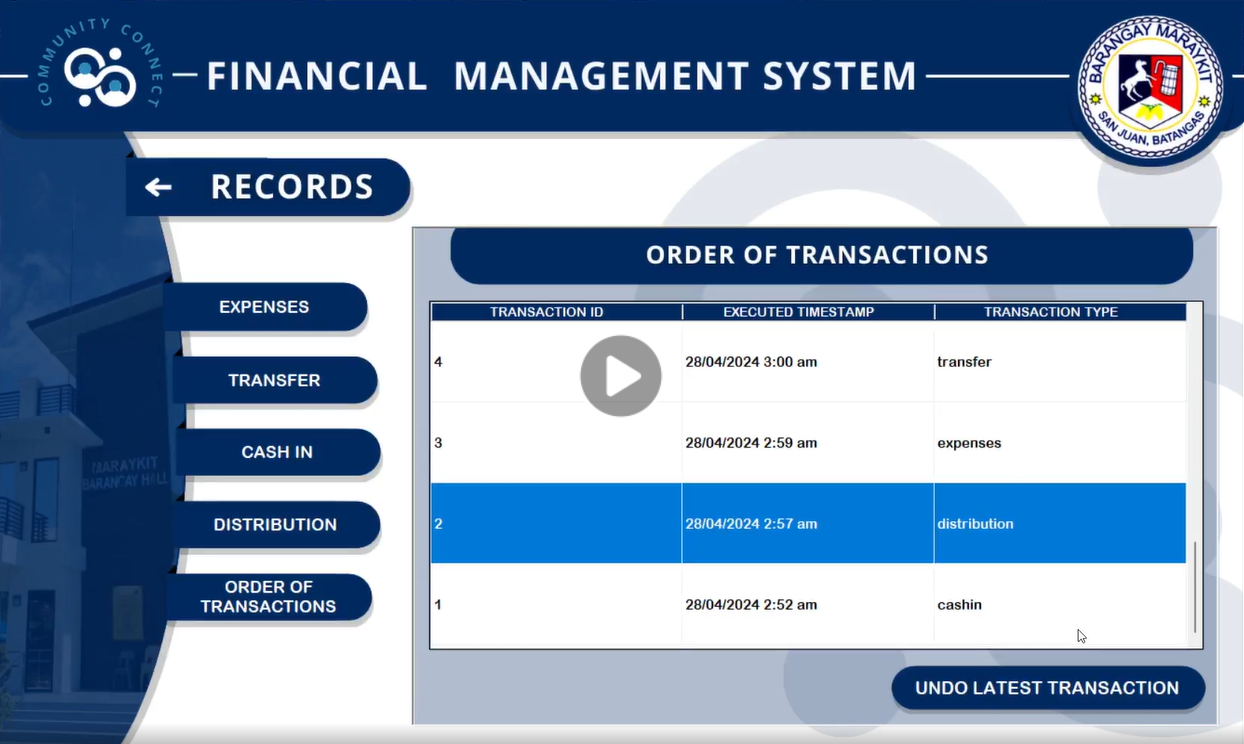 COMMUNITY CONNECT
FINANCIAL MANAGEMENT SYSTEM
BARANGAY MARAYKIT
SAN JUAN, BATANGAS
RECORDS
EXPENSES
TRANSFER
CASH IN
DISTRIBUTION
ORDER OF
TRANSACTIONS
MARAYKIT
BARANGAY HALL
ORDER OF TRANSACTIONS
TRANSACTION ID EXECUTED TIMESTAMP TRANSACTION TYPE
4 28/04/2024 3:00 am transfer
3 28/04/2024 2:59 am expenses
2 28/04/2024 2:57 am distribution
1 28/04/2024 2:52 am cashin
UNDO LATEST TRANSACTION